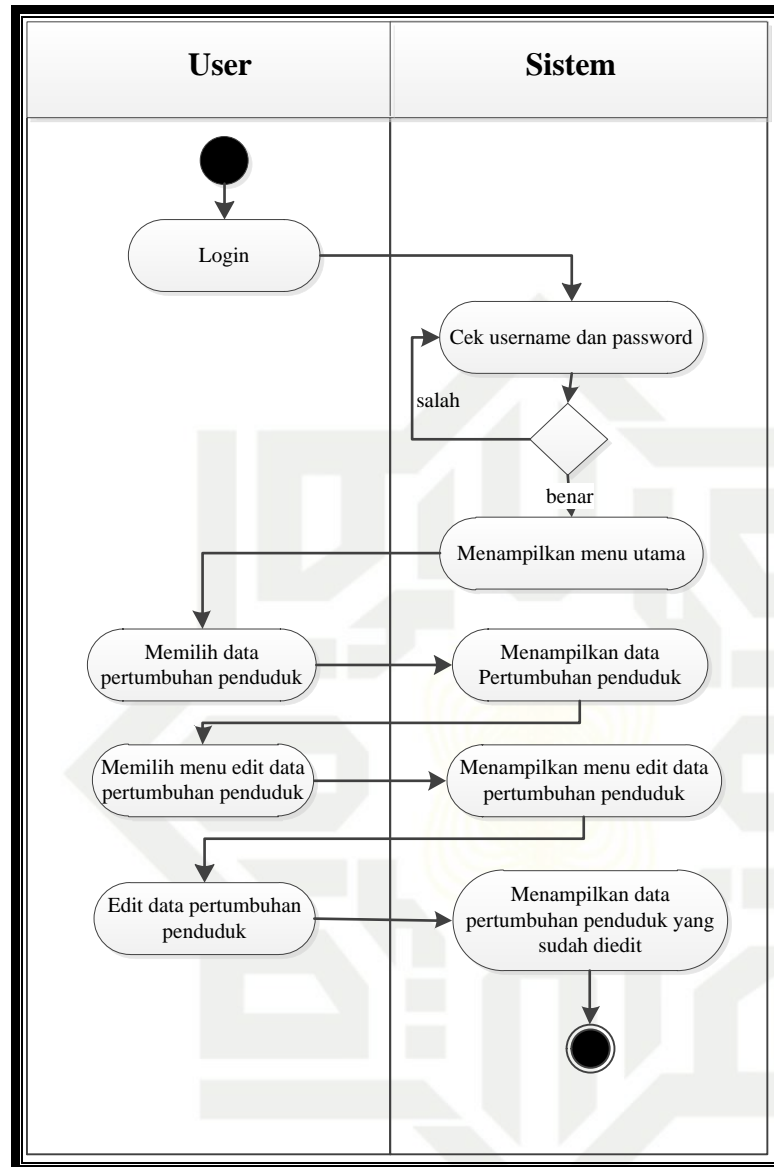 User
Sistem
Login
Cek username dan password
salah
benar
Menampilkan menu utama
Memilih data
pertumbuhan penduduk
Menampilkan data
Pertumbuhan penduduk
Memilih menu edit data
pertumbuhan penduduk
Menampilkan menu edit data
pertumbuhan penduduk
Edit data pertumbuhan
penduduk
Menampilkan data
pertumbuhan penduduk yang
sudah diedit